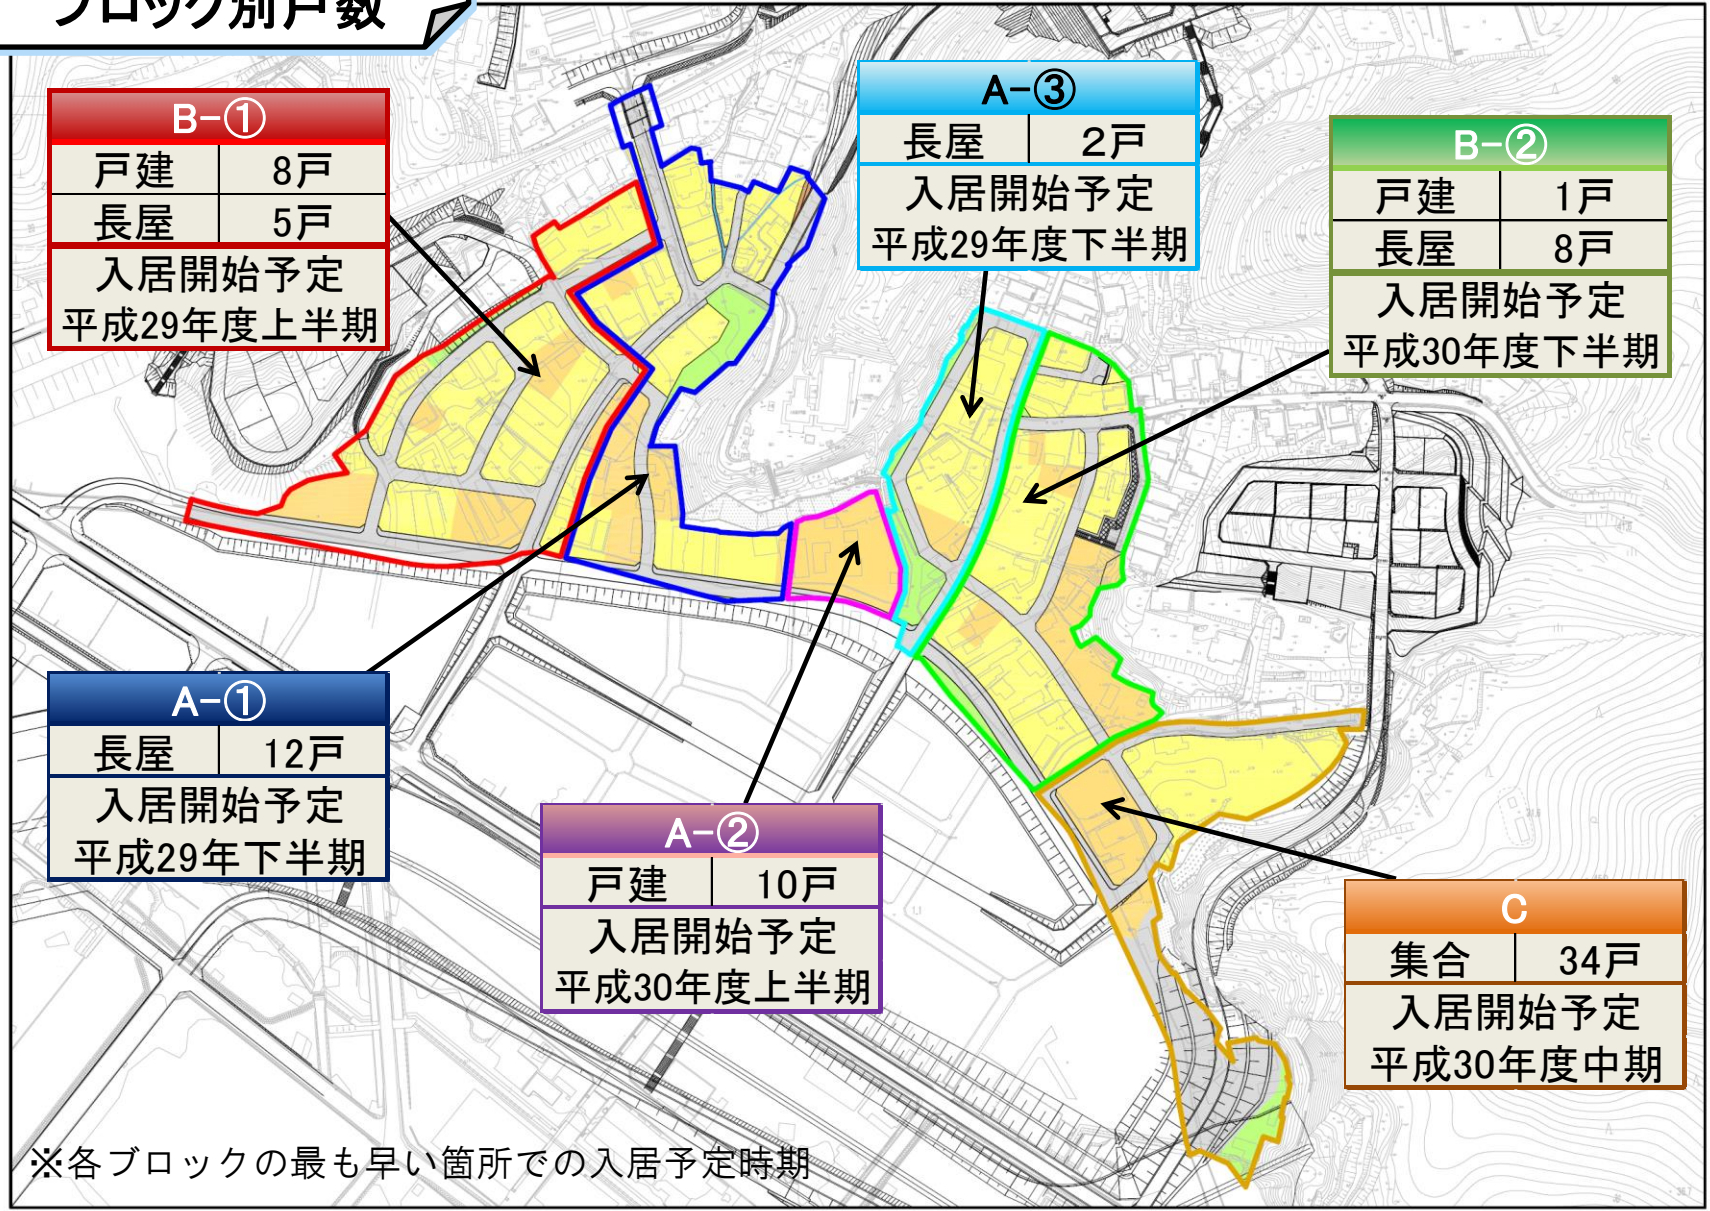 ブロック別戸数
B-①
戸建 8戸
長屋 5戸
入居開始予定
平成29年度上半期
A-③
長屋 2戸
入居開始予定
平成29年度下半期
B-②
戸建 1戸
長屋 8戸
入居開始予定
平成30年度下半期
A-①
長屋 12戸
入居開始予定
平成29年下半期
A-②
戸建 10戸
入居開始予定
平成30年度上半期
C
集合 34戸
入居開始予定
平成30年度中期
※各ブロックの最も早い箇所での入居予定時期